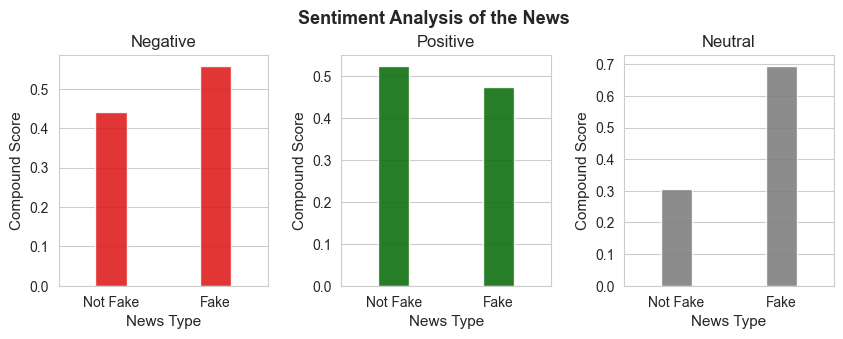 Sentiment Analysis of the News
Negative
Compound Score
0.5
0.4
0.3
0.2
0.1
0.0
Not Fake Fake
News Type
Positive
Compound Score
0.5
0.4
0.3
0.2
0.1
0.0
Not Fake Fake
News Type
Neutral
Compound Score
0.7
0.6
0.5
0.4
0.3
0.2
0.1
0.0
Not Fake Fake
News Type